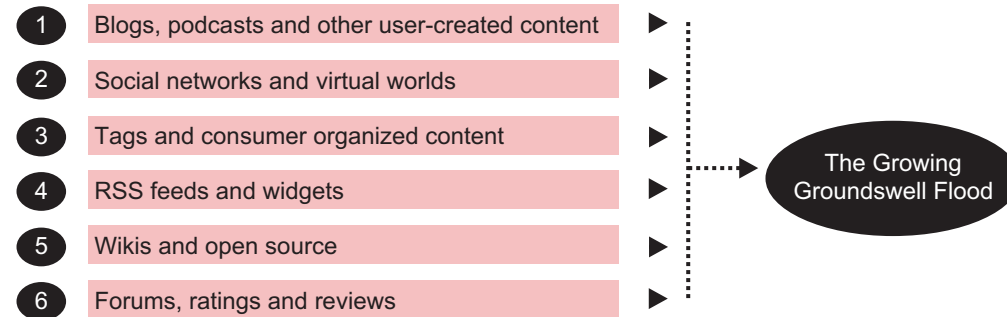 1 Blogs, podcasts and other user-created content
2 Social networks and virtual worlds
3 Tags and consumer organized content
4 RSS feeds and widgets
5 Wikis and open source
6 Forums, ratings and reviews
The Growing
Groundswell Flood